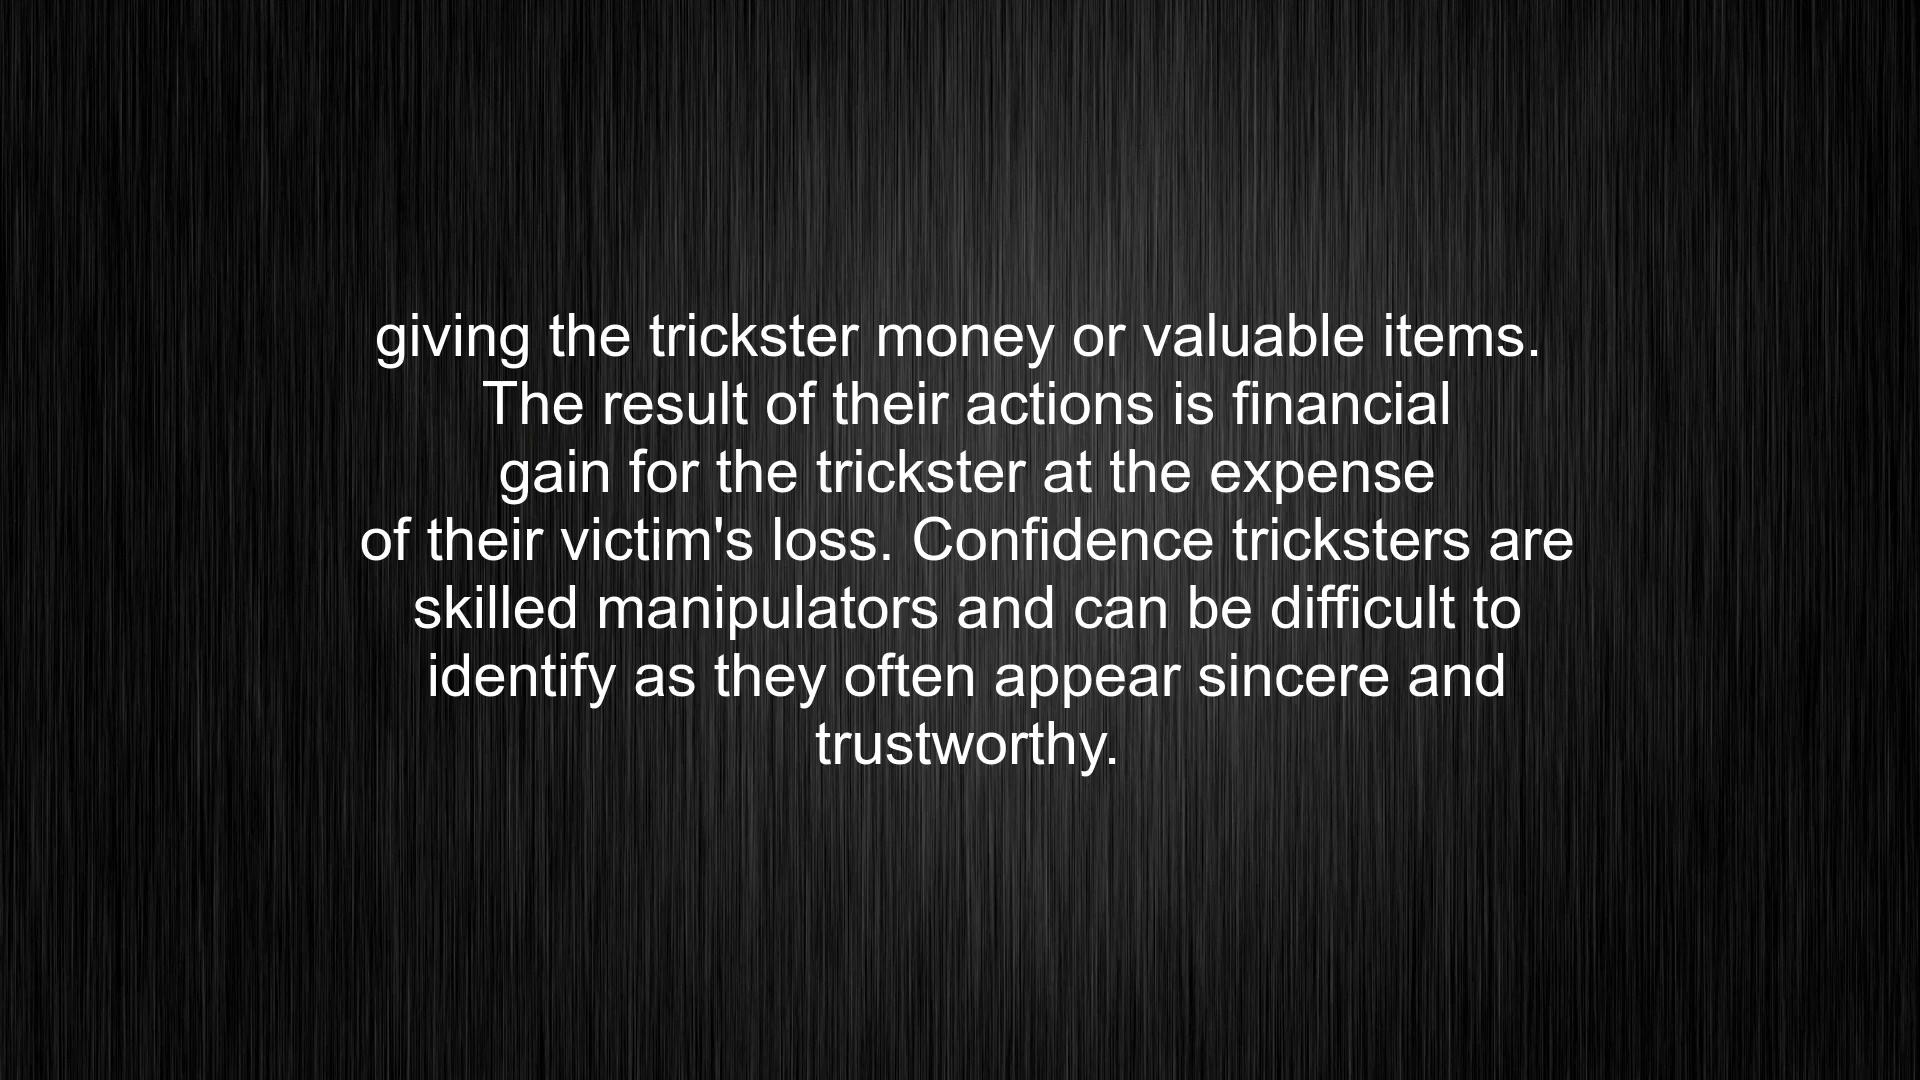 giving the trickster money or valuable items.
The result of their actions is financial
gain for the trickster at the expense
of their victim's loss. Confidence tricksters are
skilled manipulators and can be difficult to
identify as they often appear sincere and
trustworthy.